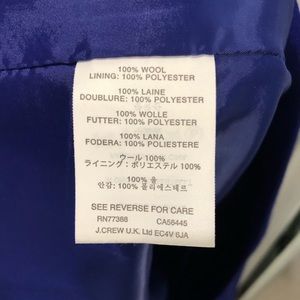 100% WOOL
LINING: 100% POLYESTER
100% LAINE
DOUBLURE: 100% POLYESTER
100% WOLLE
FUTTER: 100% POLYESTER
100% LANA
FODERA: 100% POLIESTERE
ウール 100%
ライニング：ポリエステル 100%
100% 울
안감: 100% 폴리에스테르
SEE REVERSE FOR CARE
RN77388 CA56445
J.CREW U.K. Ltd EC4V 6JA